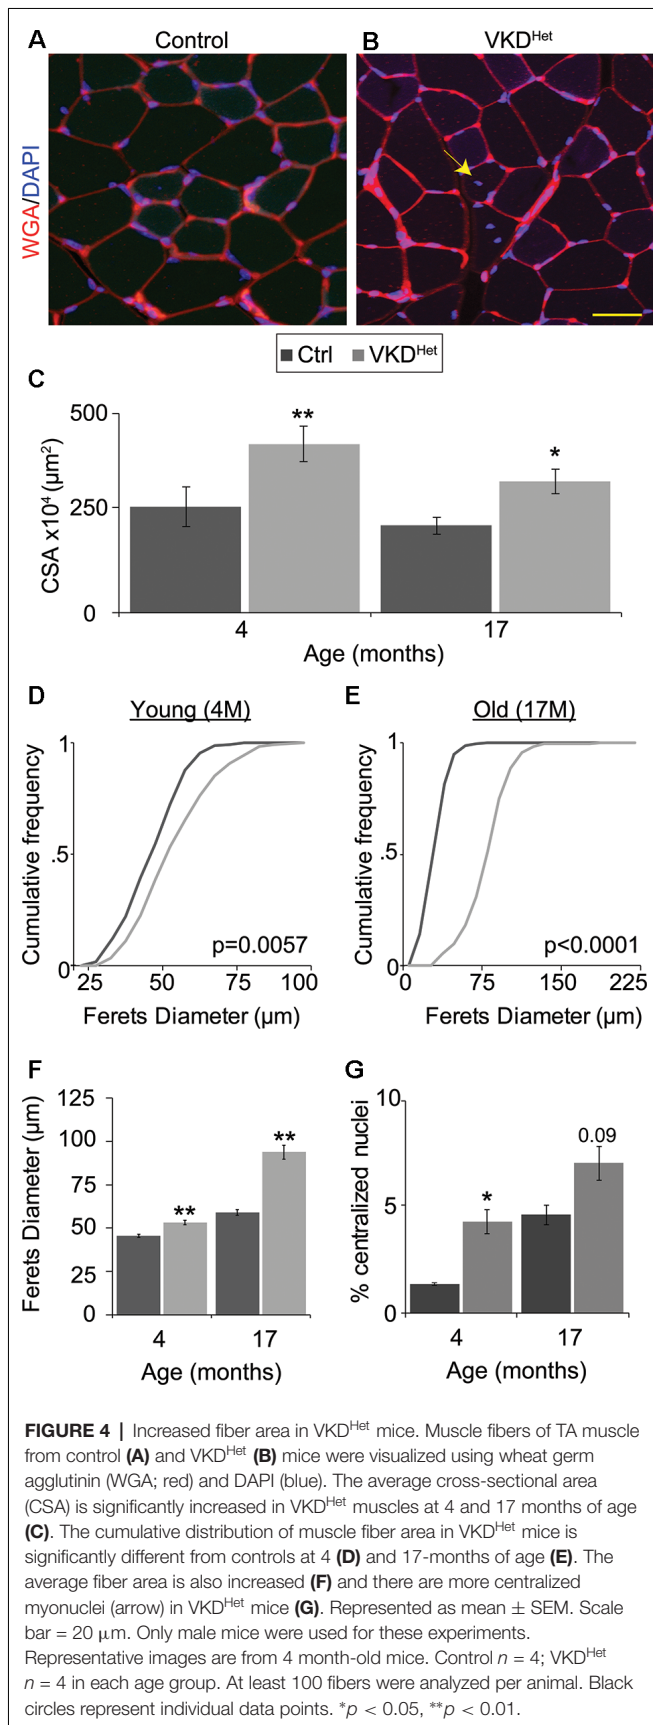 A Control B VKDHet
WGA/DAPI
Ctrl VKDHet
C
CSA x10⁴ (µm²)
500
250
0
** *
4 17
Age (months)
D Young (4M)
Cumulative frequency
1
.5
0
p=0.0057
25 50 75 100
Ferets Diameter (µm)
E Old (17M)
Cumulative frequency
1
.5
0
p<0.0001
0 75 150 225
Ferets Diameter (µm)
F
Ferets Diameter (µm)
125
100
75
50
25
0
** **
4 17
Age (months)
G
% centralized nuclei
10
5
0
* 0.09
4 17
Age (months)
FIGURE 4 | Increased fiber area in VKDHet mice. Muscle fibers of TA muscle
from control (A) and VKDHet (B) mice were visualized using wheat germ
agglutinin (WGA; red) and DAPI (blue). The average cross-sectional area
(CSA) is significantly increased in VKDHet muscles at 4 and 17 months of age
(C). The cumulative distribution of muscle fiber area in VKDHet mice is
significantly different from controls at 4 (D) and 17-months of age (E). The
average fiber area is also increased (F) and there are more centralized
myonuclei (arrow) in VKDHet mice (G). Represented as mean ± SEM. Scale
bar = 20 µm. Only male mice were used for these experiments.
Representative images are from 4 month-old mice. Control n = 4; VKDHet
n = 4 in each age group. At least 100 fibers were analyzed per animal. Black
circles represent individual data points. *p < 0.05, **p < 0.01.